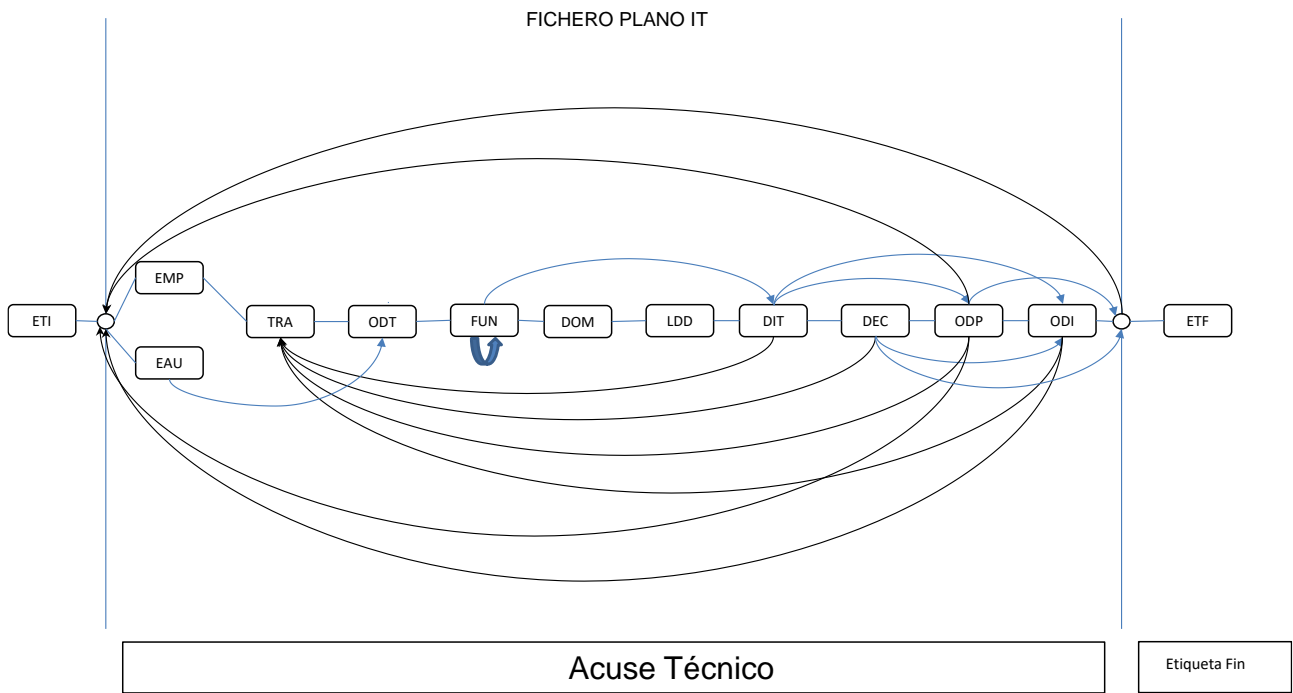 FICHERO PLANO IT
EMP
ETI
TRA
ODT
FUN
DOM
LDD
DIT
DEC
ODP
ODI
ETF
EAU
Acuse Técnico
Etiqueta Fin